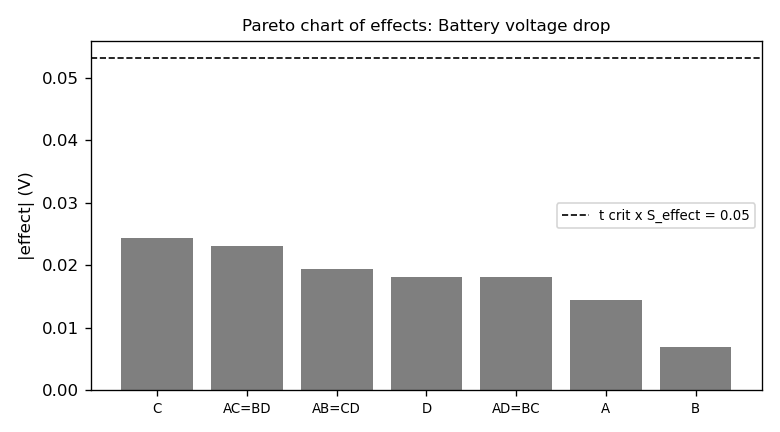 Pareto chart of effects: Battery voltage drop
|effect| (V)
0.05
0.04
0.03
0.02
0.01
0.00
t crit x S_effect = 0.05
C AC=BD AB=CD D AD=BC A B